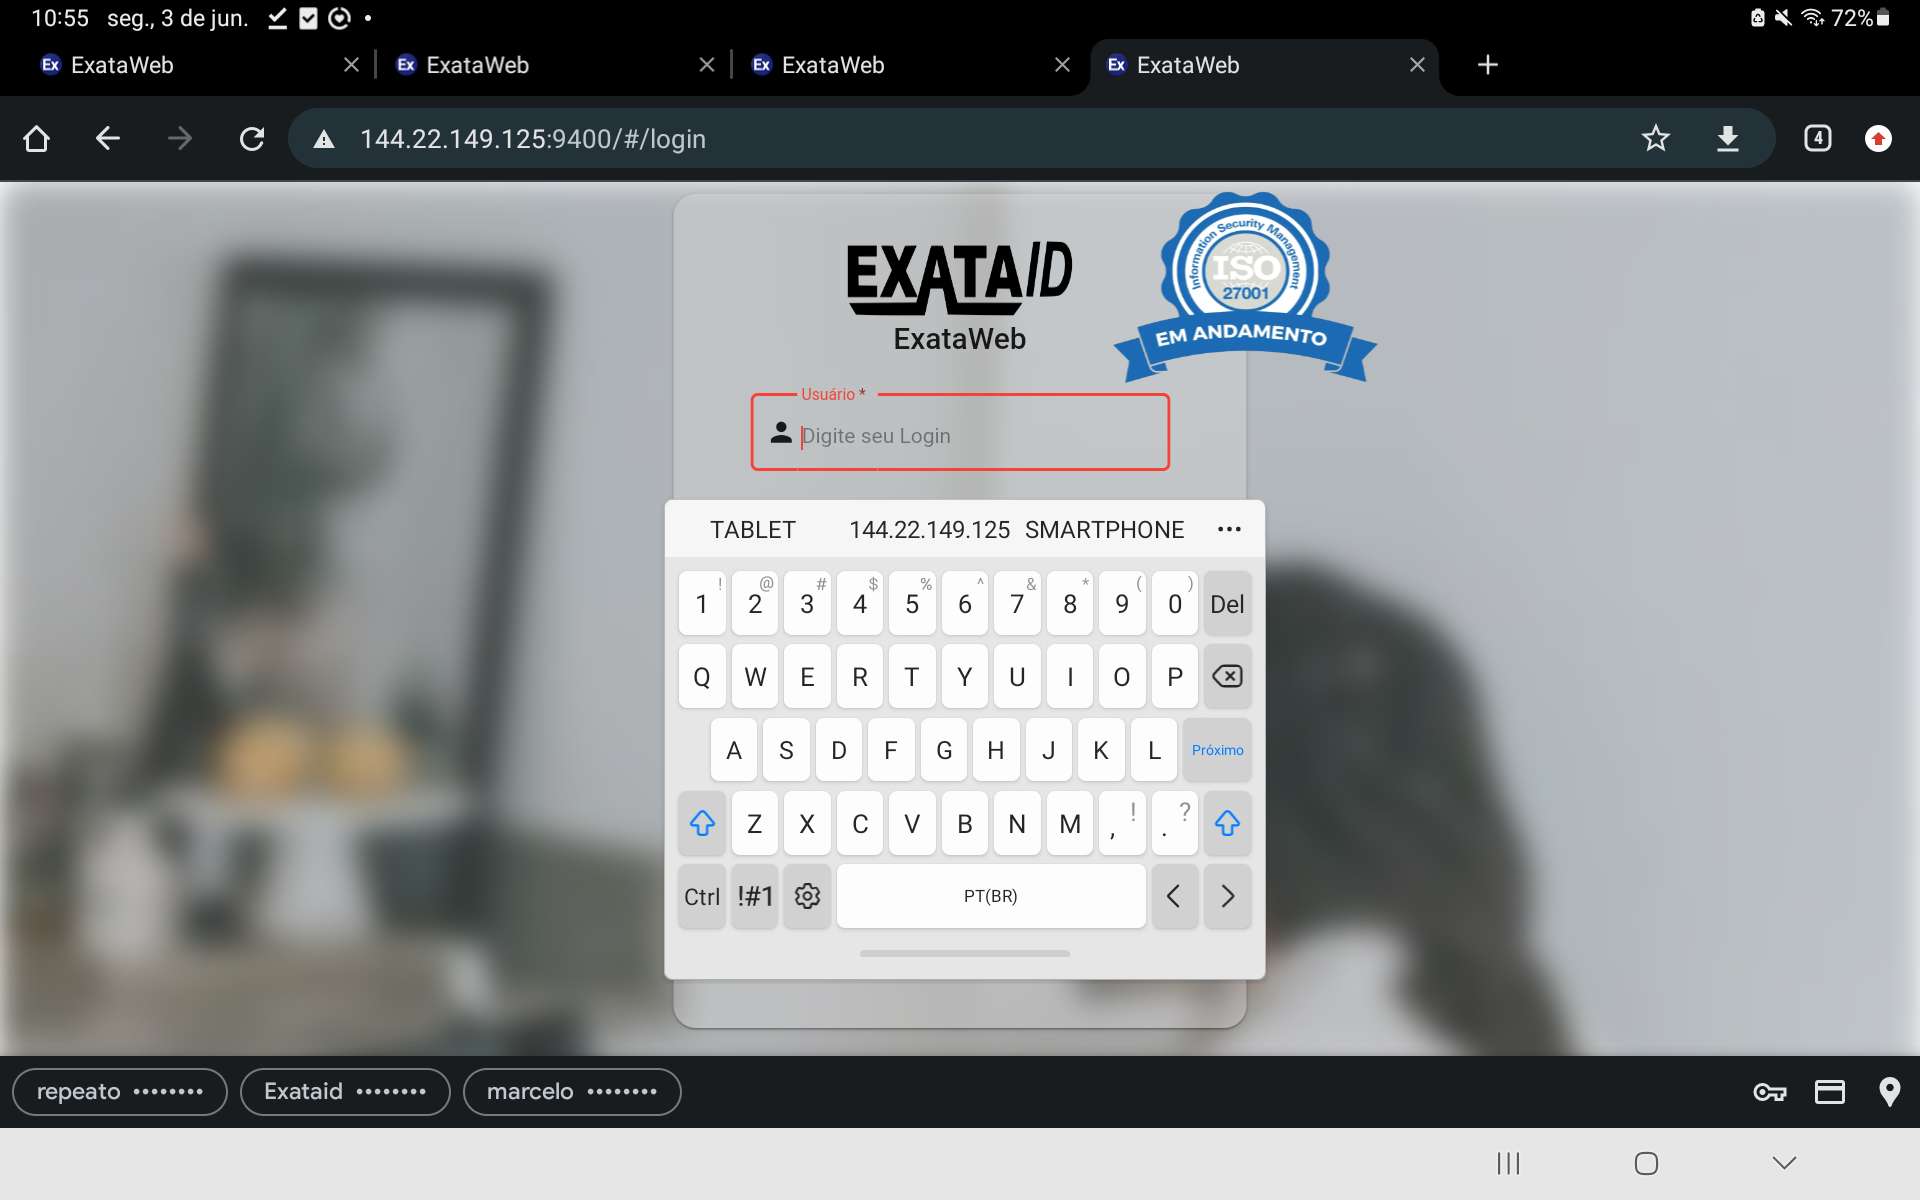 10:55 seg., 3 de jun. 72%
Ex ExataWeb Ex ExataWeb Ex ExataWeb Ex ExataWeb
144.22.149.125:9400/#/login 4
EXATAID
ExataWeb
Information Security Management
ISO
27001
EM ANDAMENTO
Usuário *
Digite seu Login
TABLET 144.22.149.125 SMARTPHONE
! @ # $ % ^ & * ( )
1 2 3 4 5 6 7 8 9 0 Del
Q W E R T Y U I O P
A S D F G H J K L Próximo
Z X C V B N M , ! . ?
Ctrl !#1 PT(BR) < >
repeato •••••••• Exataid •••••••• marcelo ••••••••